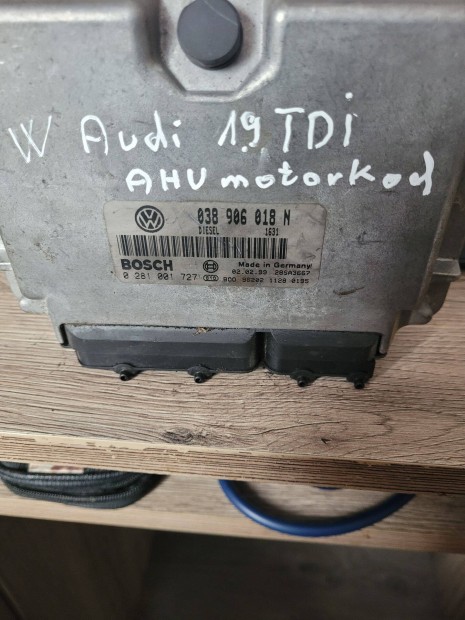 W Audi 1.9 TDi
AHU motorkod
038 906 018 N
DIESEL 1631
BOSCH
Made in Germany
0 281 001 727
02.02.99 285A3667